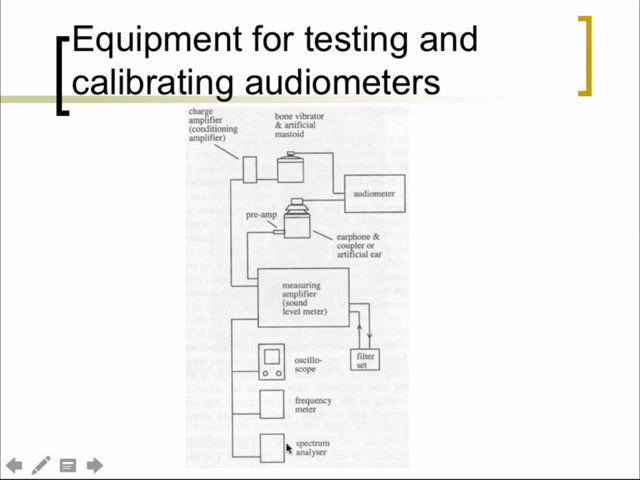 Equipment for testing and
calibrating audiometers
charge
amplifier
(conditioning
amplifier)
bone vibrator
& artificial
mastoid
audiometer
pre-amp
earphone &
coupler or
artificial ear
measuring
amplifier
(sound
level meter)
filter
set
oscillo-
scope
frequency
meter
spectrum
analyser